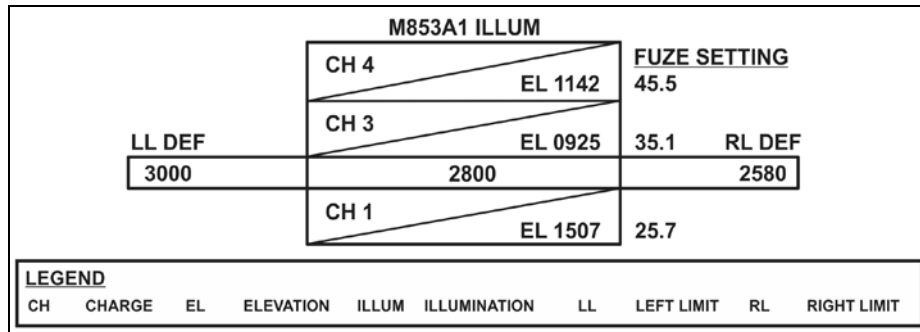 M853A1 ILLUM
CH 4
FUZE SETTING
EL 1142 45.5
CH 3
LL DEF EL 0925 35.1 RL DEF
3000 2800 2580
CH 1
EL 1507 25.7
LEGEND
CH CHARGE EL ELEVATION ILLUM ILLUMINATION LL LEFT LIMIT RL RIGHT LIMIT